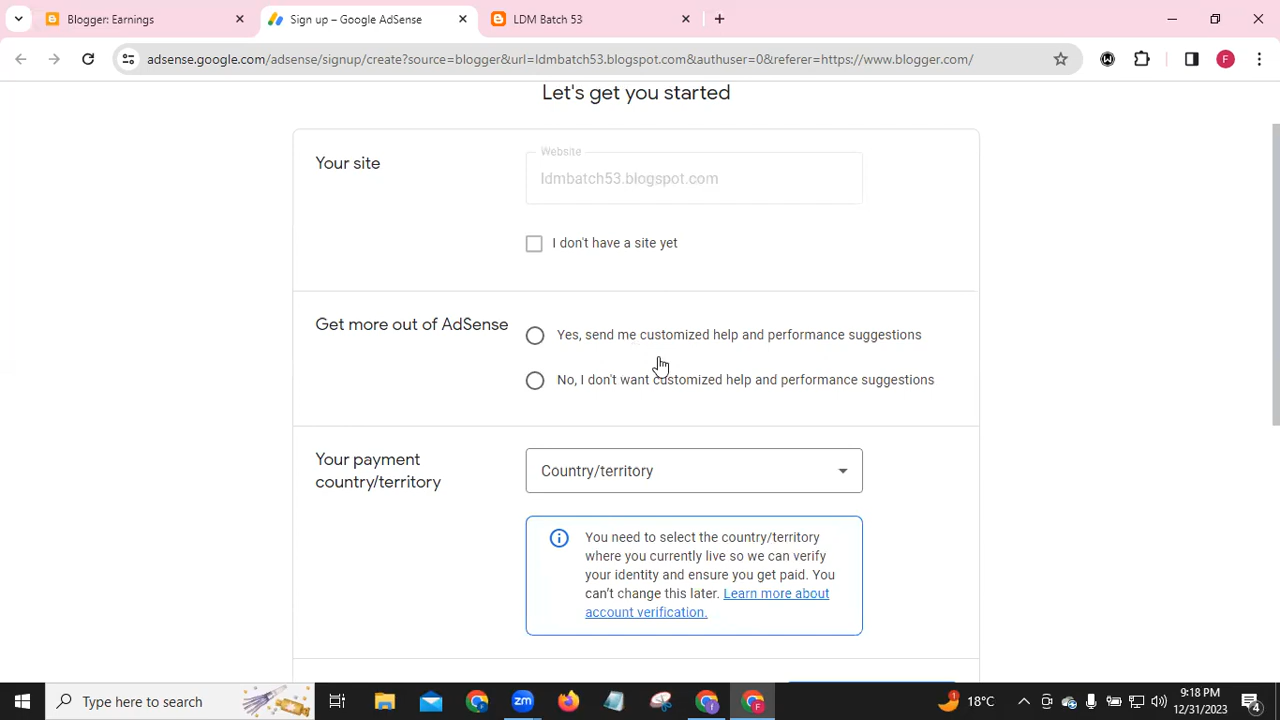 Blogger: Earnings
Sign up – Google AdSense
LDM Batch 53
adsense.google.com/adsense/signup/create?source=blogger&url=ldmbatch53.blogspot.com&authuser=0&referer=https://www.blogger.com/
F
Let's get you started
Your site
Website
ldmbatch53.blogspot.com
I don't have a site yet
Get more out of AdSense
Yes, send me customized help and performance suggestions
No, I don't want customized help and performance suggestions
Your payment
country/territory
Country/territory
You need to select the country/territory
where you currently live so we can verify
your identity and ensure you get paid. You
can't change this later. Learn more about
account verification.
Type here to search
zm
18°C
9:18 PM
12/31/2023
4